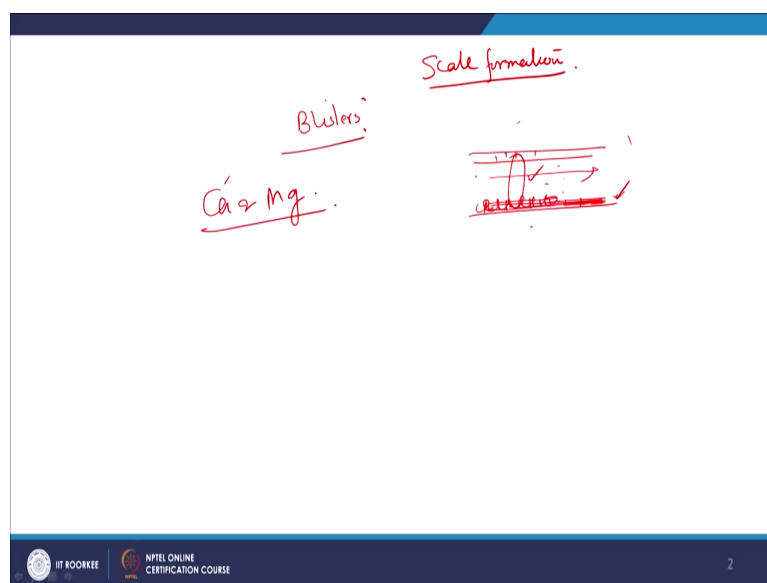 Scale formation.
Blisters:
Ca & Mg.
IIT ROORKEE
NPTEL ONLINE
CERTIFICATION COURSE
2